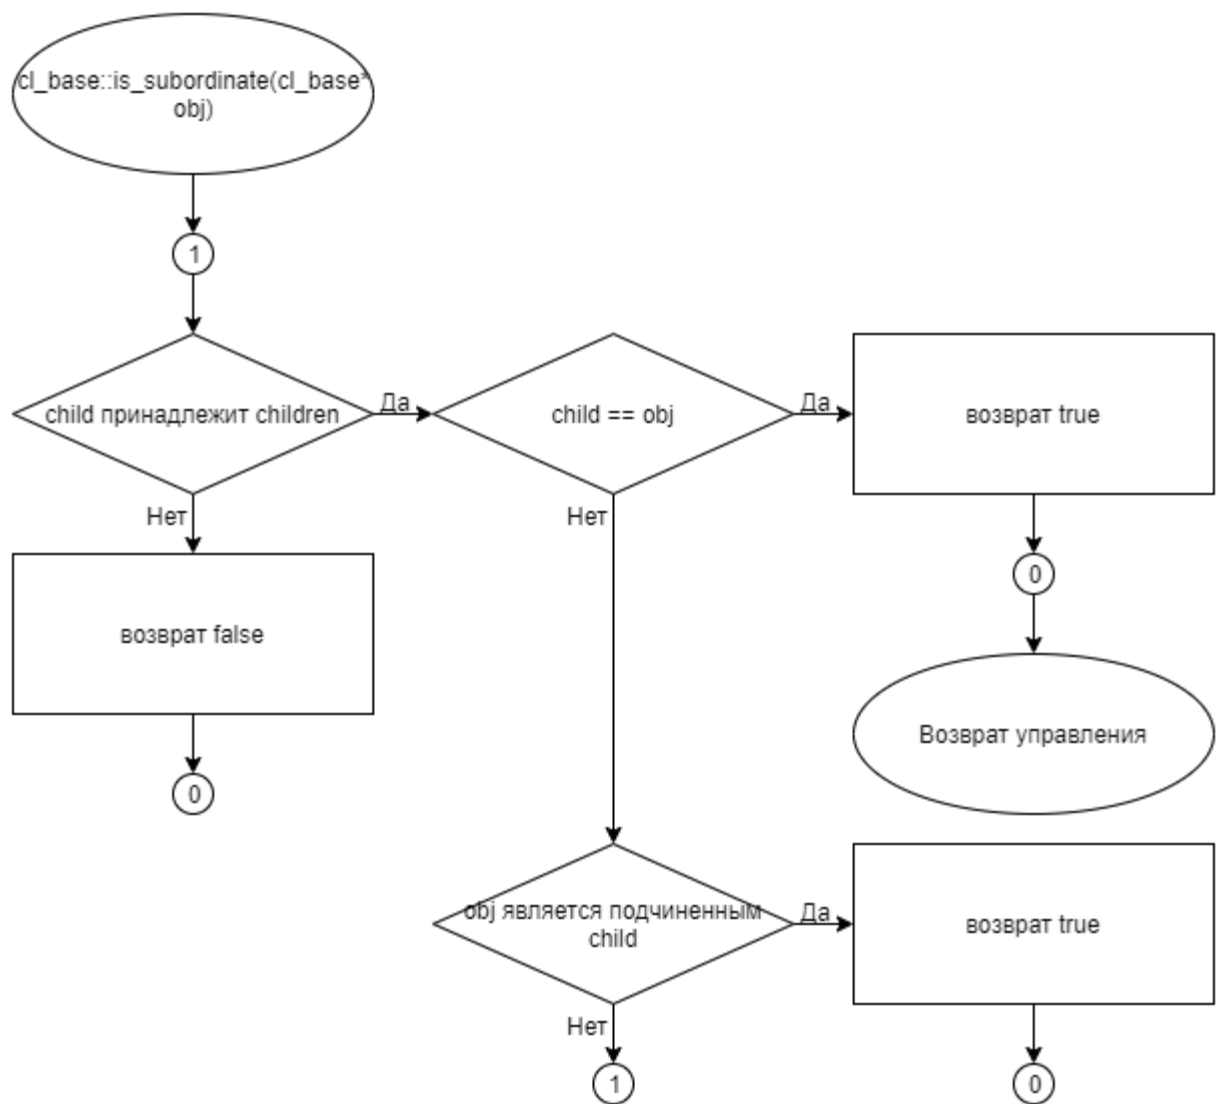 cl_base::is_subordinate(cl_base*
obj)
1
child принадлежит children
Да
child == obj
Да
возврат true
Нет
Нет
возврат false
0
Возврат управления
0
obj является подчиненным
child
Да
возврат true
Нет
1
0